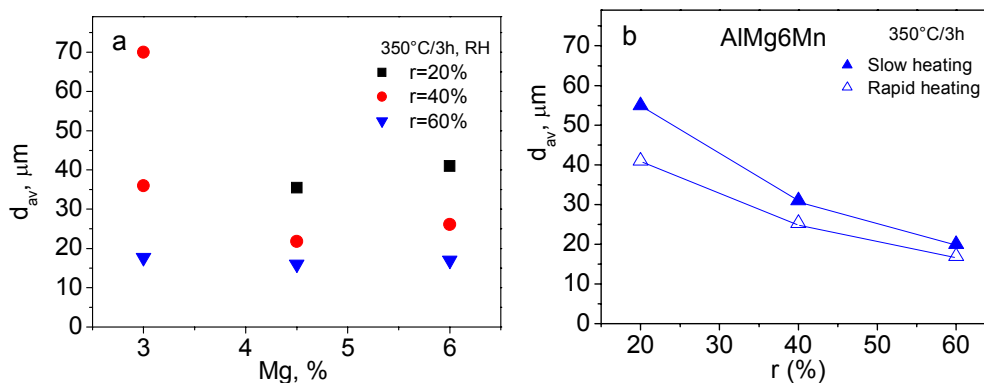 a
350°C/3h, RH
r=20%
r=40%
r=60%
70
60
50
40
30
20
10
0
d_av, μm
3
4
5
6
Mg, %
b
AlMg6Mn
350°C/3h
Slow heating
Rapid heating
70
60
50
40
30
20
10
0
d_av, μm
20
30
40
50
60
r (%)